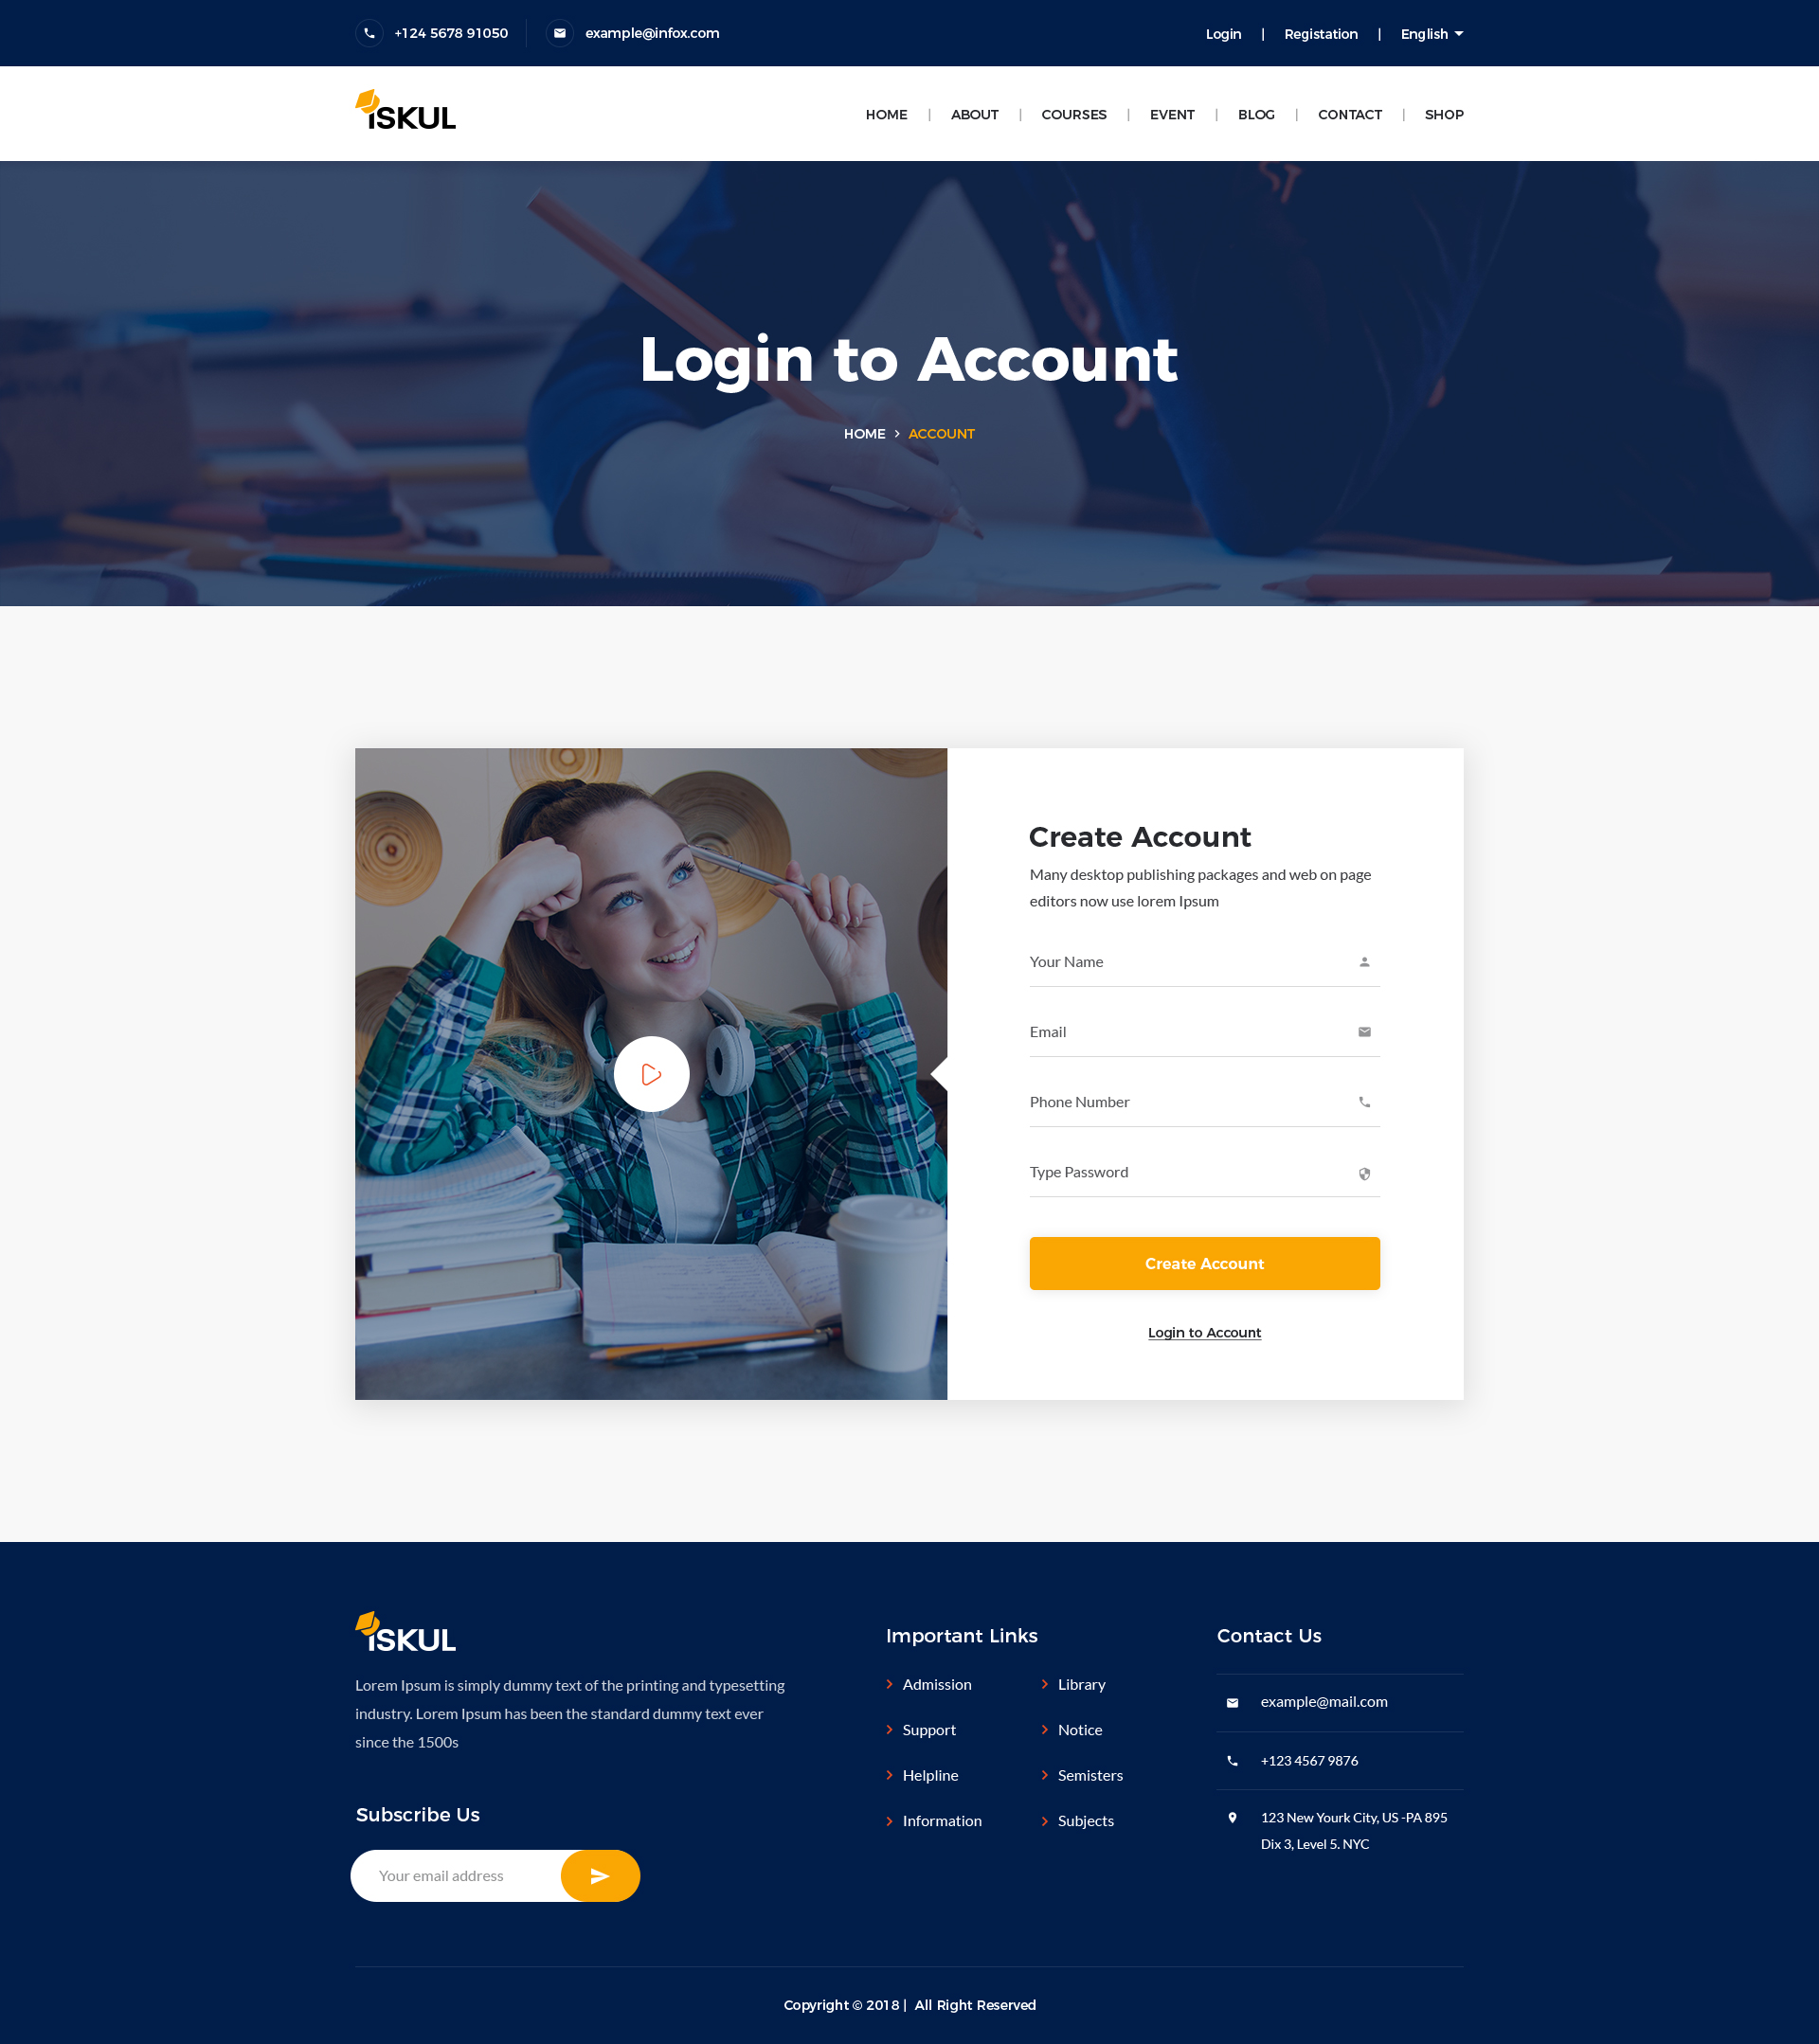 +124 5678 91050 example@infox.com Login | Registation | English
ISKUL
HOME | ABOUT | COURSES | EVENT | BLOG | CONTACT | SHOP
Login to Account
HOME > ACCOUNT
Create Account
Many desktop publishing packages and web on page
editors now use lorem Ipsum
Your Name
Email
Phone Number
Type Password
Create Account
Login to Account
ISKUL
Lorem Ipsum is simply dummy text of the printing and typesetting
industry. Lorem Ipsum has been the standard dummy text ever
since the 1500s
Subscribe Us
Your email address
Important Links
Admission
Support
Helpline
Information
Library
Notice
Semisters
Subjects
Contact Us
example@mail.com
+123 4567 9876
123 New Yourk City, US -PA 895
Dix 3, Level 5. NYC
Copyright © 2018 | All Right Reserved